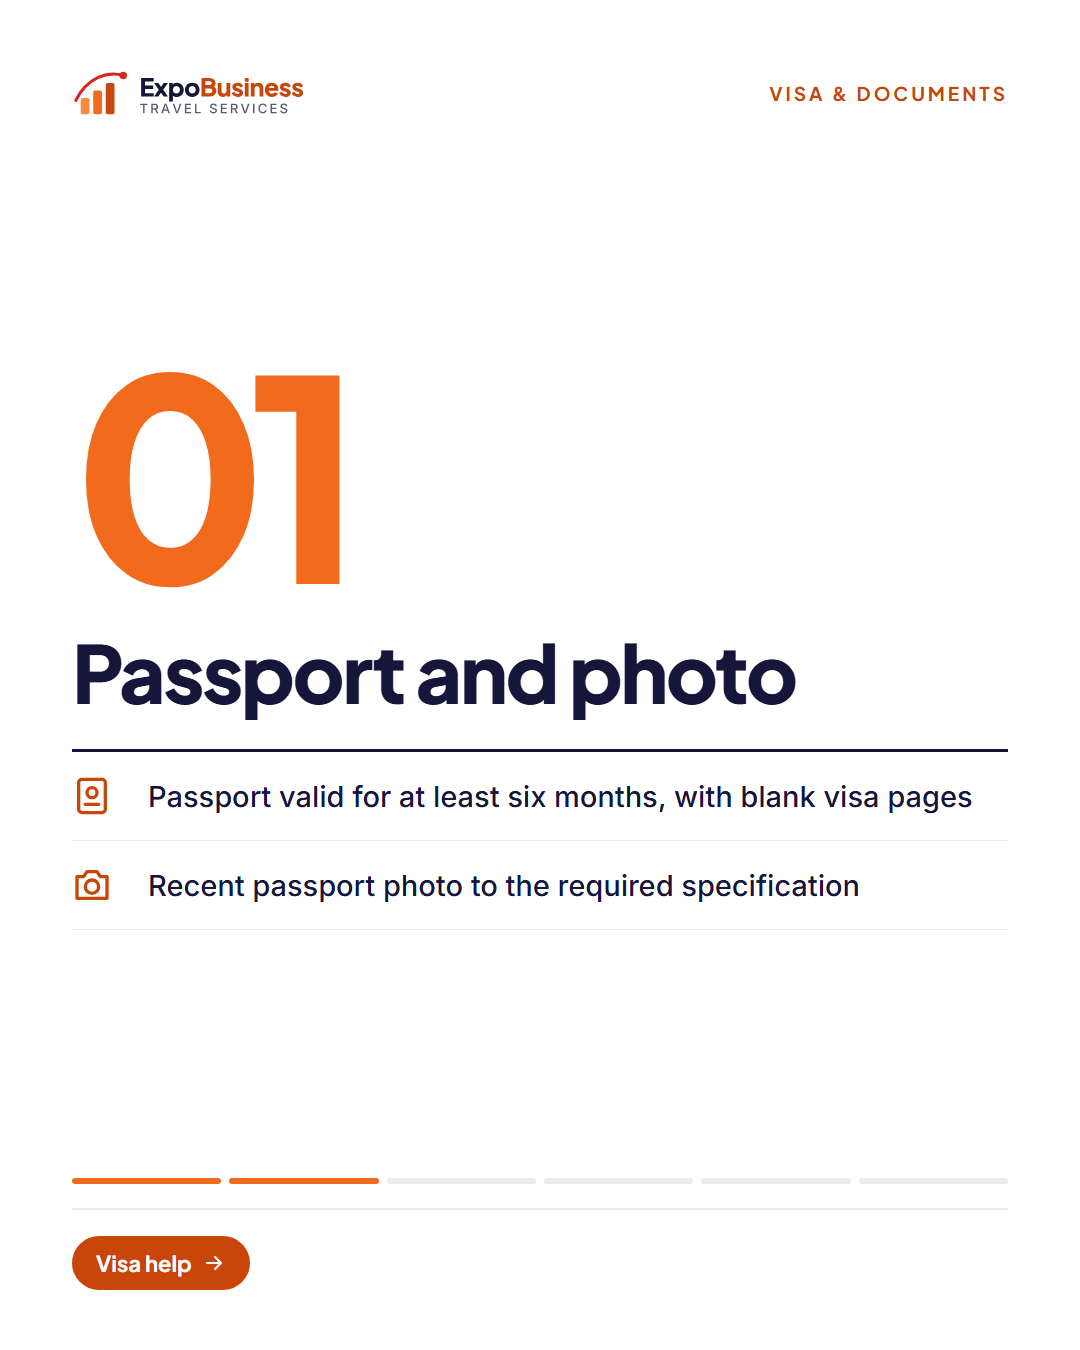 ExpoBusiness
TRAVEL SERVICES
VISA & DOCUMENTS
01
Passport and photo
Passport valid for at least six months, with blank visa pages
Recent passport photo to the required specification
Visa help →